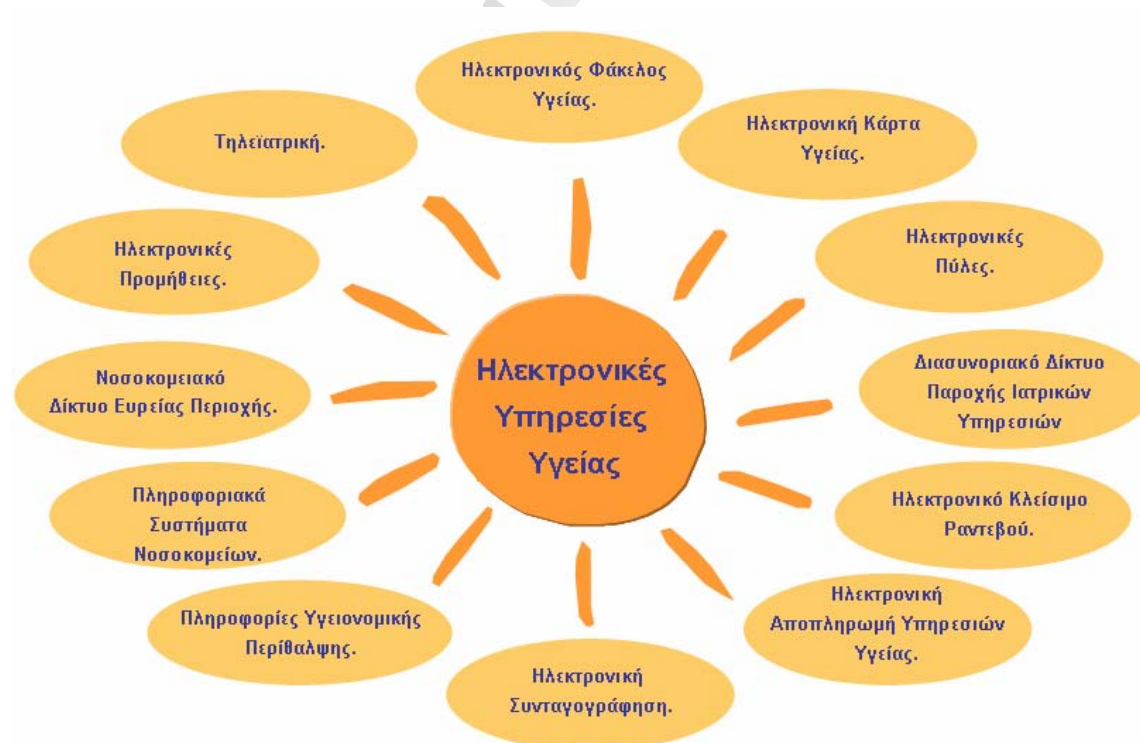 Ηλεκτρονικός Φάκελος
Υγείας.
Ηλεκτρονική Κάρτα
Υγείας.
Ηλεκτρονικές
Πύλες.
Διασυνοριακό Δίκτυο
Παροχής Ιατρικών
Υπηρεσιών
Ηλεκτρονικό Κλείσιμο
Ραντεβού.
Ηλεκτρονική
Αποπληρωμή Υπηρεσιών
Υγείας.
Ηλεκτρονική
Συνταγογράφηση.
Πληροφορίες Υγειονομικής
Περίθαλψης.
Πληροφοριακά
Συστήματα
Νοσοκομείων.
Νοσοκομειακό
Δίκτυο Ευρείας Περιοχής.
Ηλεκτρονικές
Προμήθειες.
Τηλεϊατρική.
Ηλεκτρονικές
Υπηρεσίες
Υγείας